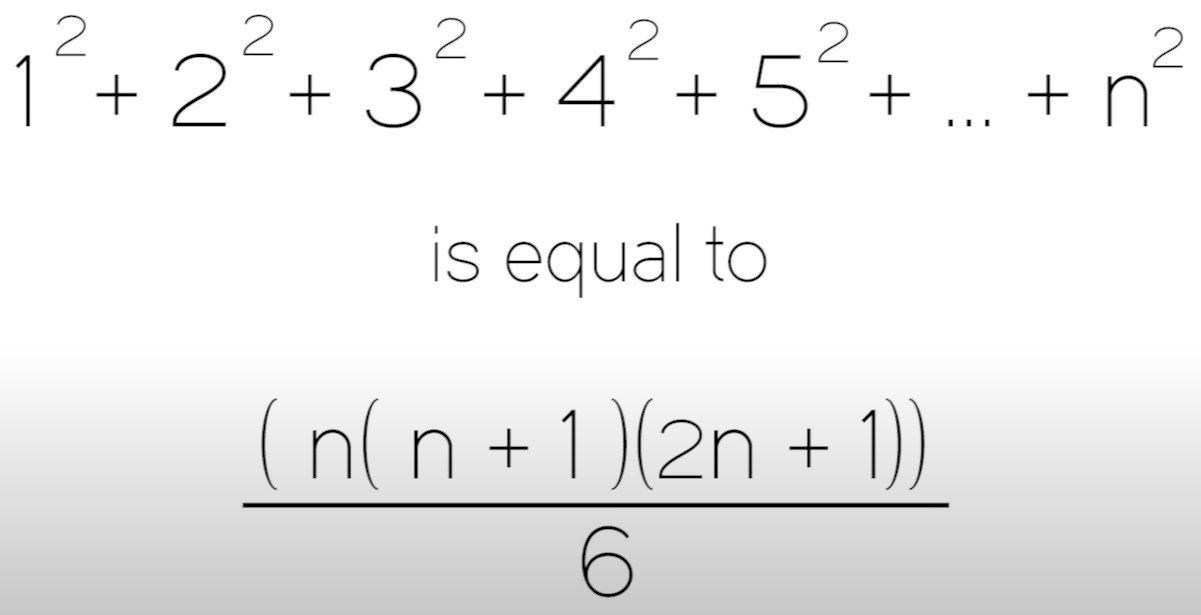 1² + 2² + 3² + 4² + 5² + ... + n²
is equal to
( n( n + 1 )(2n + 1))
6